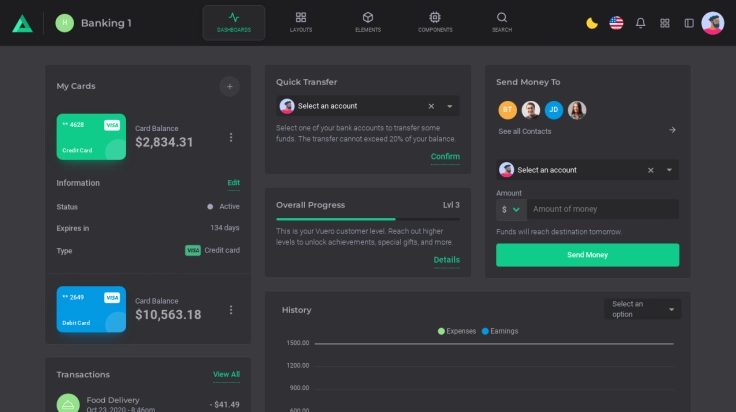 H
Banking 1
DASHBOARDS
LAYOUTS
ELEMENTS
COMPONENTS
SEARCH
My Cards
+
** 4628
VISA
Credit Card
Card Balance
$2,834.31
Information
Edit
Status
Active
Expires in
134 days
Type
VISA
Credit card
** 2649
VISA
Debit Card
Card Balance
$10,563.18
Transactions
View All
Food Delivery
Oct 23, 2020 - 8:46pm
- $41.49
Quick Transfer
Select an account
Select one of your bank accounts to transfer some
funds. The transfer cannot exceed 20% of your balance.
Confirm
Overall Progress
Lvl 3
This is your Vuero customer level. Reach out higher
levels to unlock achievements, special gifts, and more.
Details
Send Money To
BT
JD
See all Contacts
Select an account
Amount
$
Amount of money
Funds will reach destination tomorrow.
Send Money
History
Select an
option
Expenses
Earnings
1500.00
1200.00
900.00
600.00